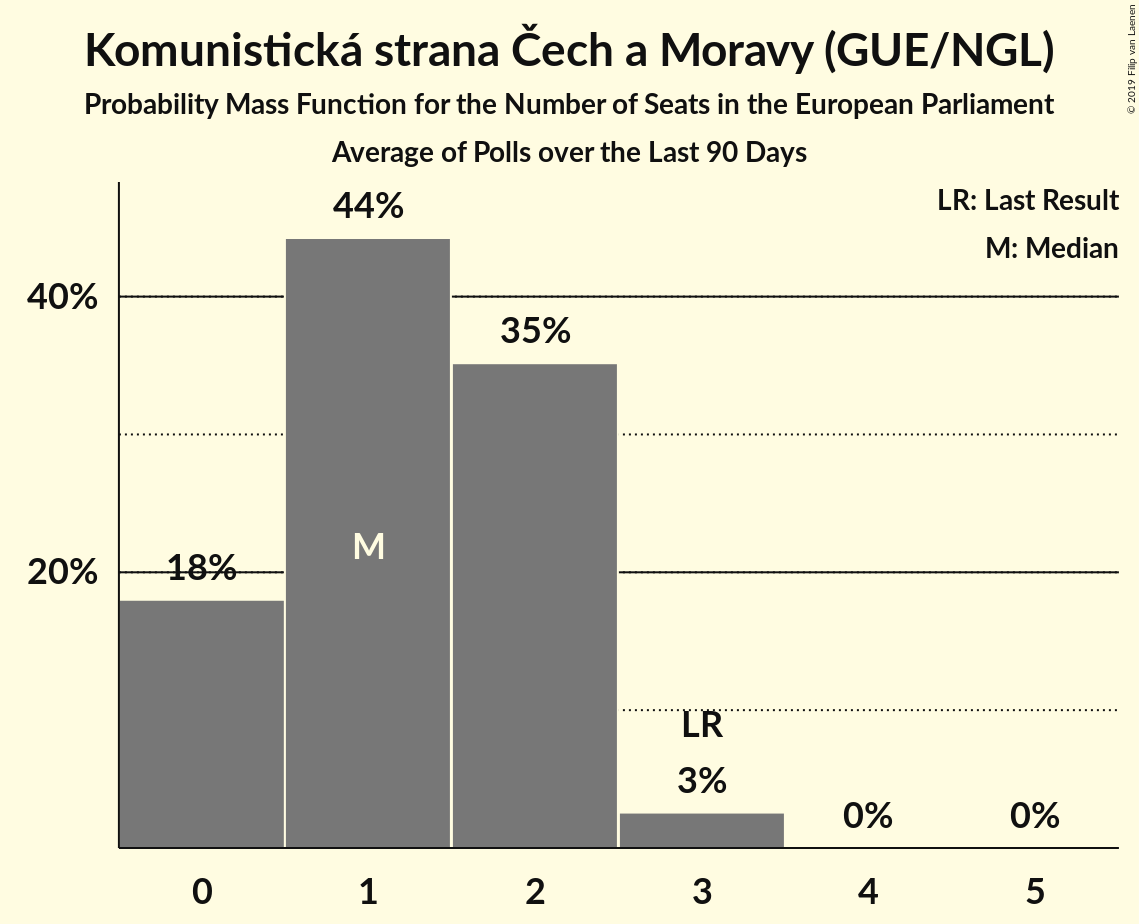 Komunistická strana Čech a Moravy (GUE/NGL)
Probability Mass Function for the Number of Seats in the European Parliament
Average of Polls over the Last 90 Days
© 2019 Filip van Laenen
LR: Last Result
M: Median
44%
40%
35%
M
18%
20%
LR
3%
0%
0%
0
1
2
3
4
5